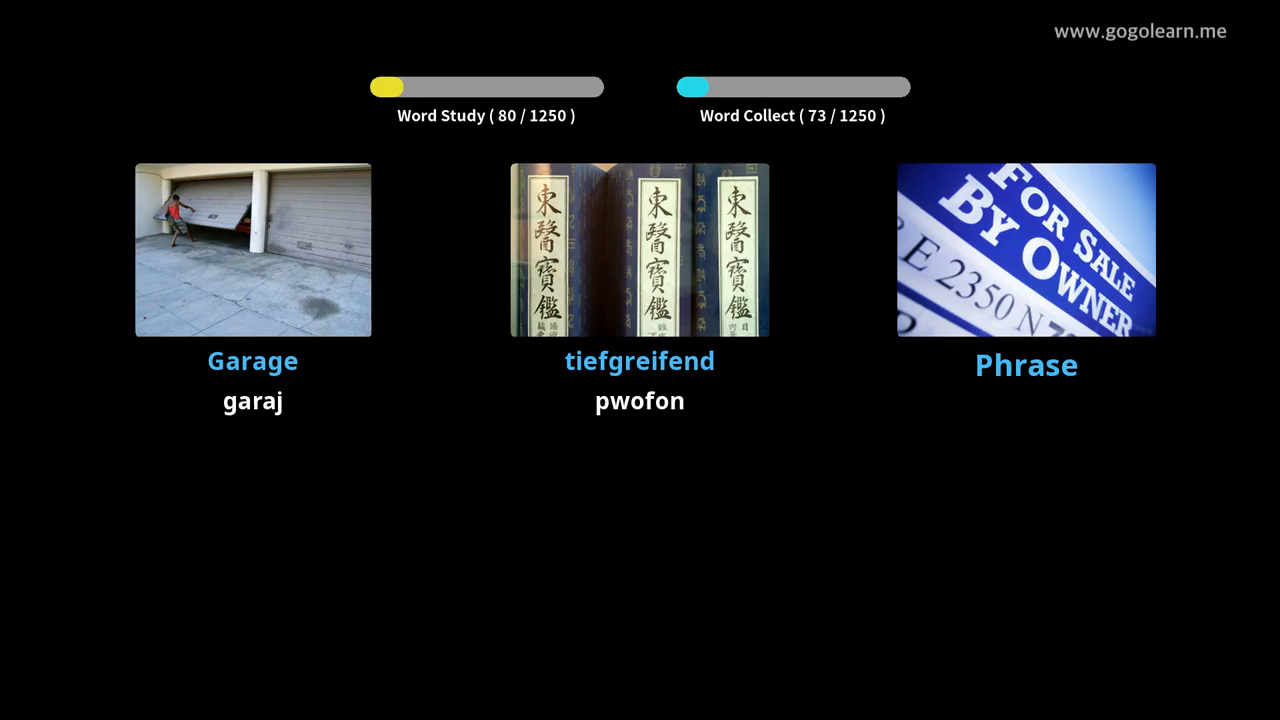 www.gogolearn.me
Word Study ( 80 / 1250 )
Word Collect ( 73 / 1250 )
東醫寶鑑
東醫寶鑑
東醫寶鑑
FOR SALE
BY OWNER
E 2350 N
Garage
tiefgreifend
Phrase
garaj
pwofon